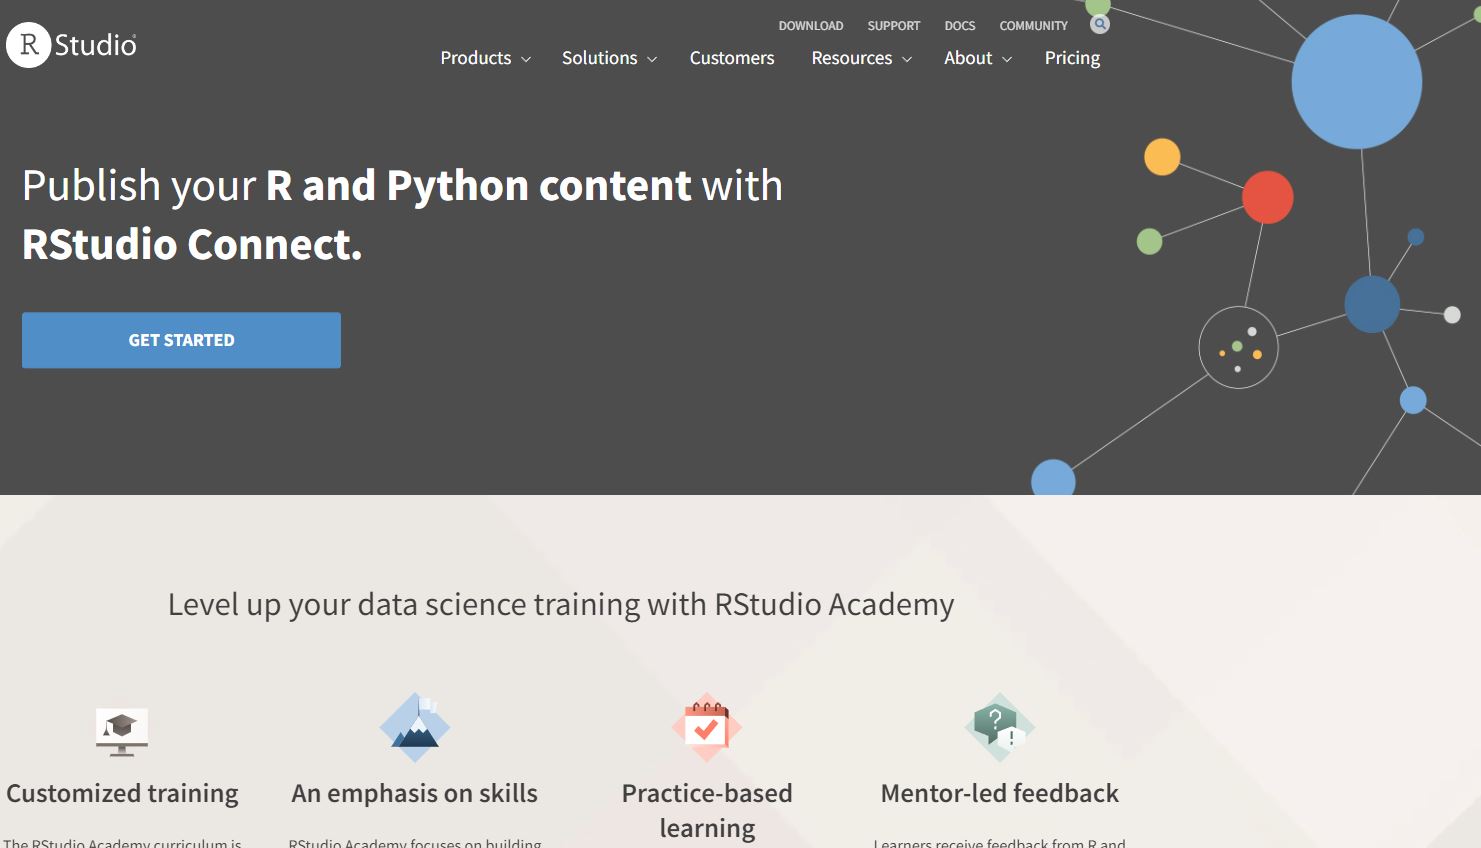 R Studio®
DOWNLOAD SUPPORT DOCS COMMUNITY
Products Solutions Customers Resources About Pricing
Publish your R and Python content with
RStudio Connect.
GET STARTED
Level up your data science training with RStudio Academy
Customized training
An emphasis on skills
Practice-based
learning
Mentor-led feedback
The RStudio Academy curriculum is
RStudio Academy focuses on building
Learners receive feedback from R and